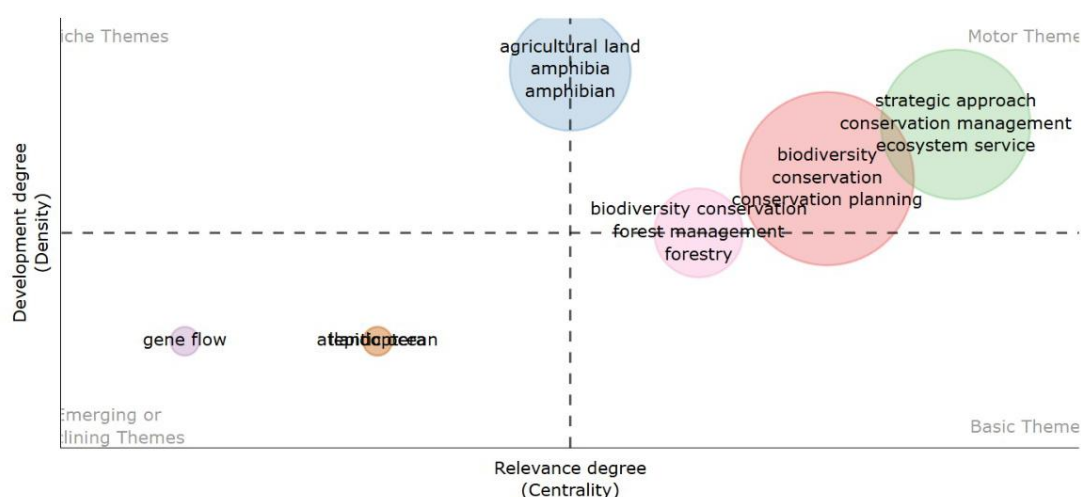 iche Themes
Motor Theme
agricultural land
amphibia
amphibian
strategic approach
conservation management
ecosystem service
biodiversity
conservation
conservation planning
biodiversity conservation
forest management
forestry
Development degree
(Density)
gene flow
Emerging or
lining Themes
Basic Theme
Relevance degree
(Centrality)